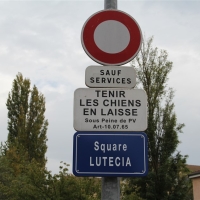 SAUF
SERVICES
TENIR
LES CHIENS
EN LAISSE
Sous Peine de PV
Art-10.07.65
Square
LUTECIA